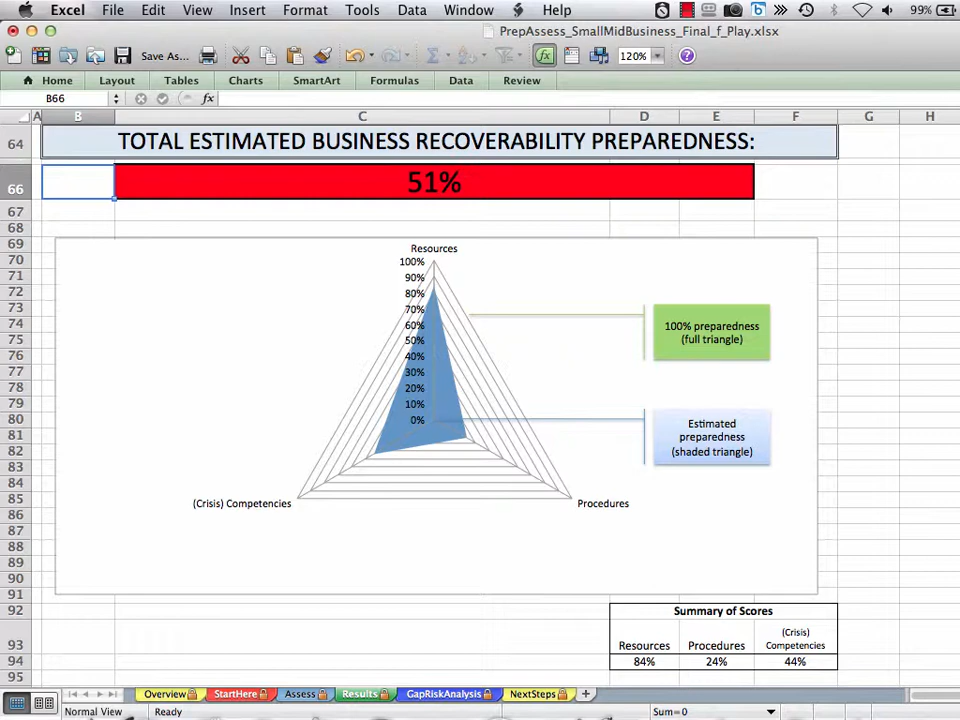 Excel File Edit View Insert Format Tools Data Window Help 99%
PrepAssess_SmallMidBusiness_Final_f_Play.xlsx
Save As... 120%
Home Layout Tables Charts SmartArt Formulas Data Review
B66 fx
A B C D E F G H
64 TOTAL ESTIMATED BUSINESS RECOVERABILITY PREPAREDNESS:
66 51%
67
68
69
70
71
72
73
74
75
76
77
78
79
80
81
82
83
84
85
86
87
88
89
90
91
92
93
94
95
Resources
100%
90%
80%
70%
60%
50%
40%
30%
20%
10%
0%
(Crisis) Competencies
Procedures
100% preparedness
(full triangle)
Estimated
preparedness
(shaded triangle)
Summary of Scores
Resources Procedures (Crisis) Competencies
84% 24% 44%
Overview StartHere Assess Results GapRiskAnalysis NextSteps
Normal View Ready Sum=0